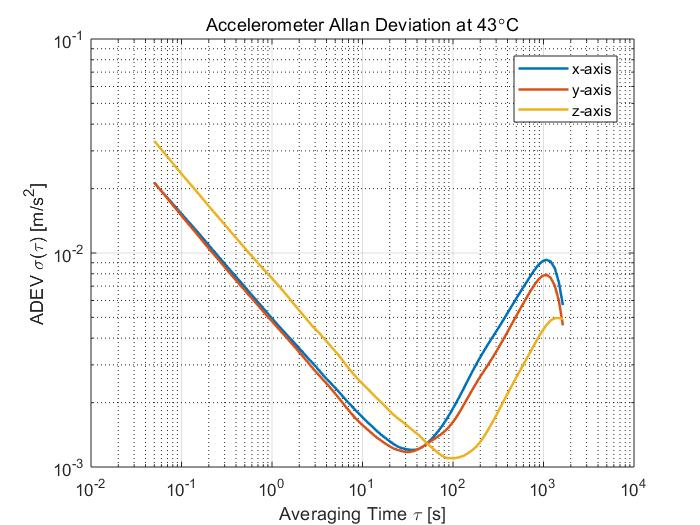 Accelerometer Allan Deviation at 43°C
10^-1
10^-2
10^-3
ADEV σ(τ) [m/s²]
x-axis
y-axis
z-axis
10^-2 10^-1 10^0 10^1 10^2 10^3 10^4
Averaging Time τ [s]